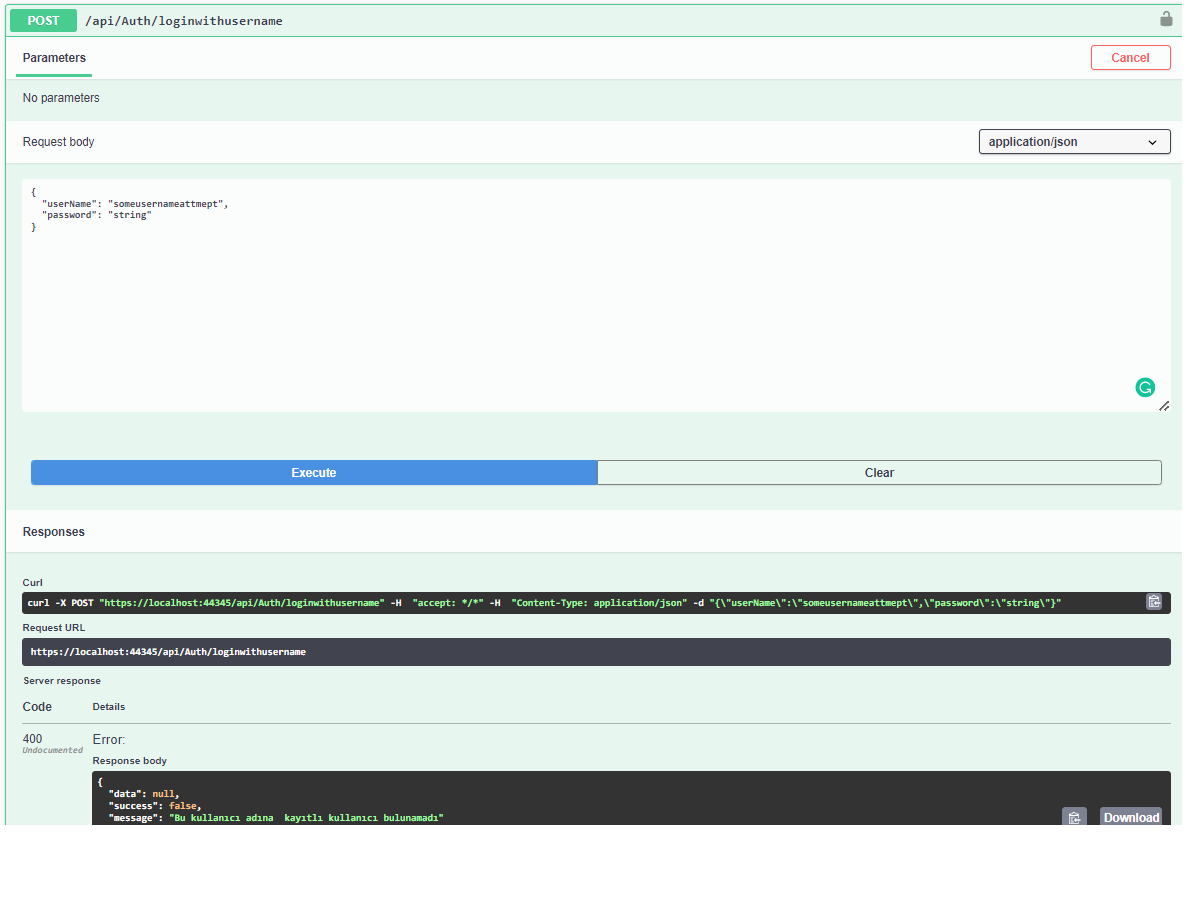 POST /api/Auth/loginwithusername
Parameters Cancel
No parameters
Request body application/json
{
"userName": "someusernameattmept",
"password": "string"
}
Execute Clear
Responses
Curl
curl -X POST "https://localhost:44345/api/Auth/loginwithusername" -H  "accept: */*" -H  "Content-Type: application/json" -d "{\"userName\":\"someusernameattmept\",\"password\":\"string\"}"
Request URL
https://localhost:44345/api/Auth/loginwithusername
Server response
Code Details
400 Error:
Undocumented
Response body
{
"data": null,
"success": false,
"message": "Bu kullanıcı adına  kayıtlı kullanıcı bulunamadı"
Download